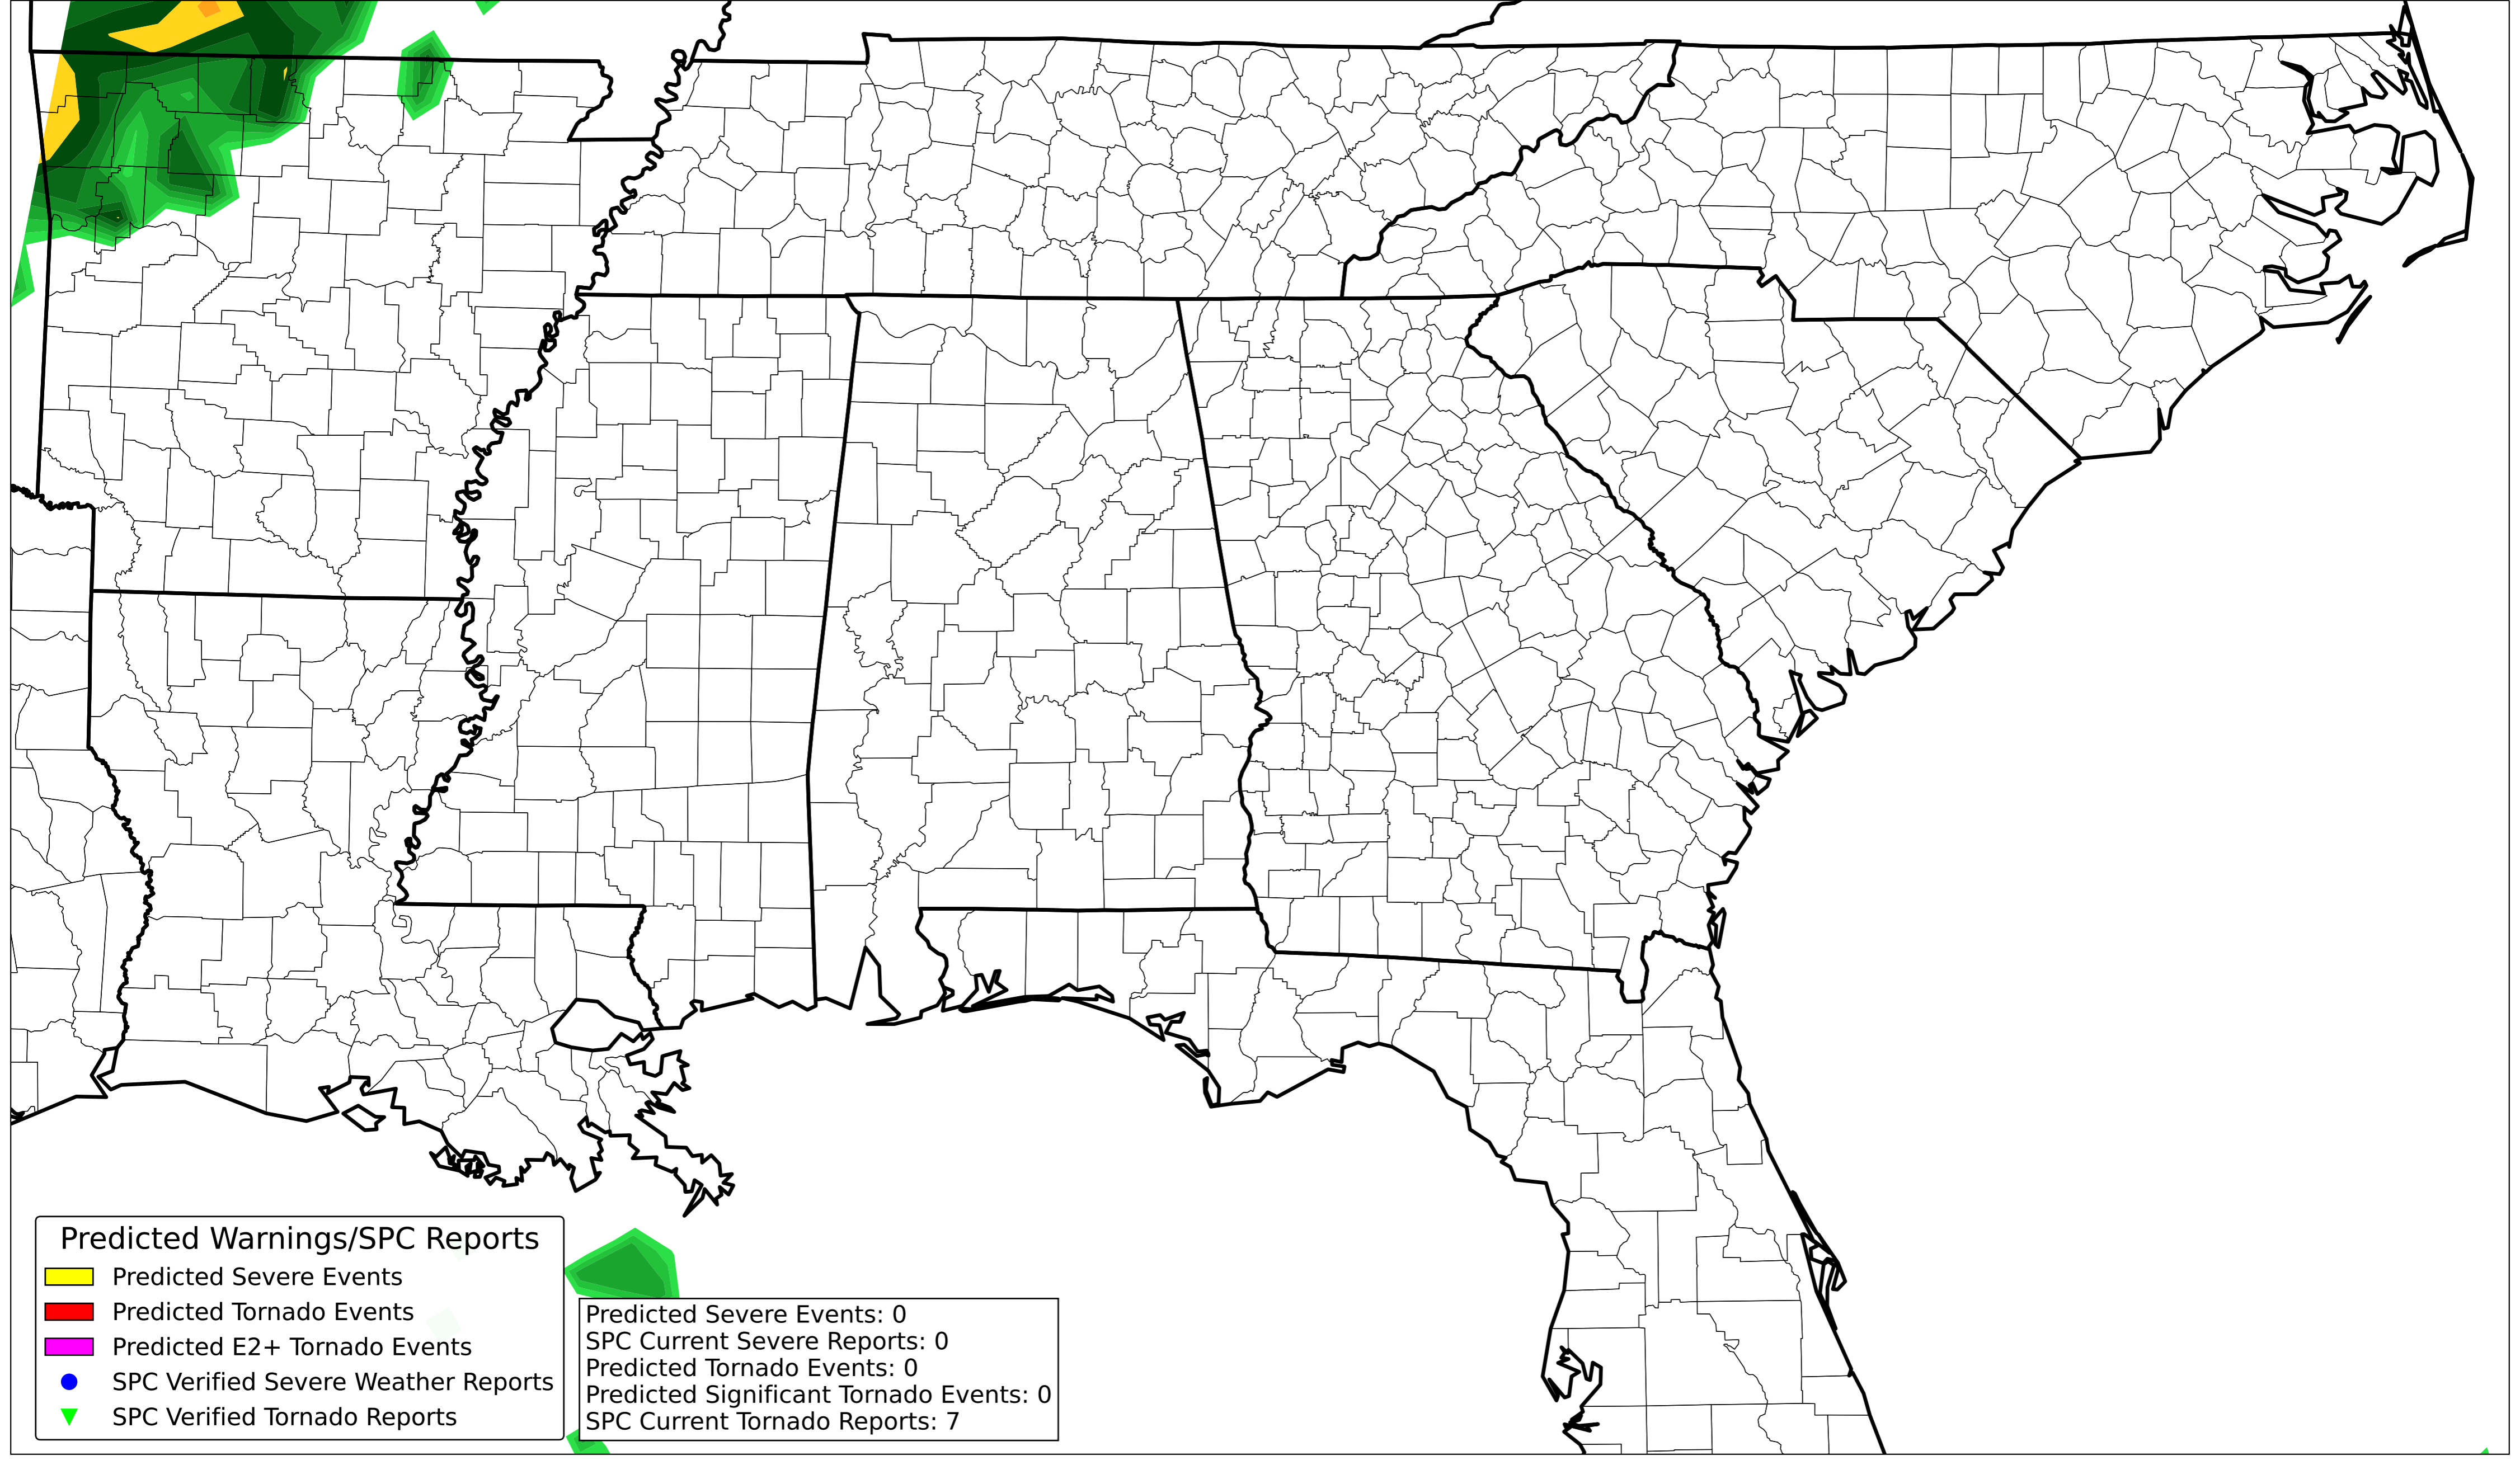 Predicted Warnings/SPC Reports
Predicted Severe Events
Predicted Tornado Events
Predicted E2+ Tornado Events
SPC Verified Severe Weather Reports
SPC Verified Tornado Reports
Predicted Severe Events: 0
SPC Current Severe Reports: 0
Predicted Tornado Events: 0
Predicted Significant Tornado Events: 0
SPC Current Tornado Reports: 7